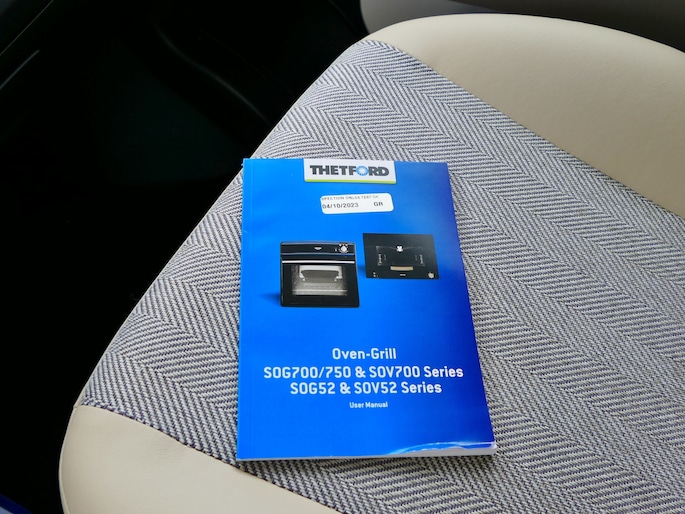 THETFORD
04/10/2023 GR
Oven-Grill
SOG700/750 & SOV700 Series
SOG52 & SOV52 Series
User Manual